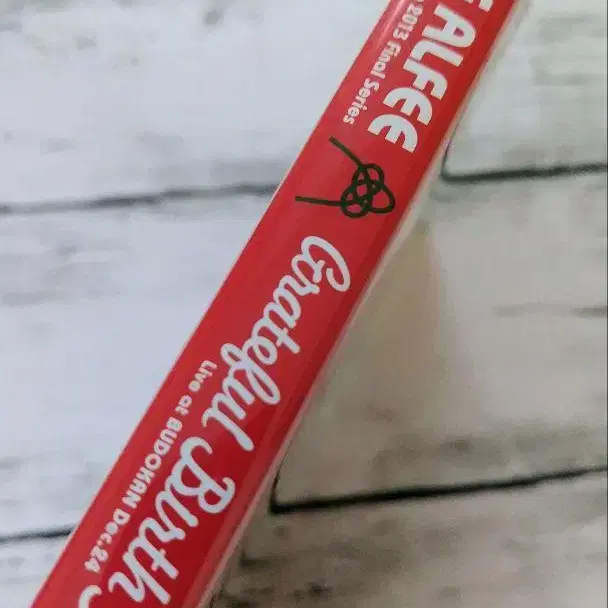 ALFEE
2013 Final Series
Grateful Birth
Live at BUDOKAN Dec.24